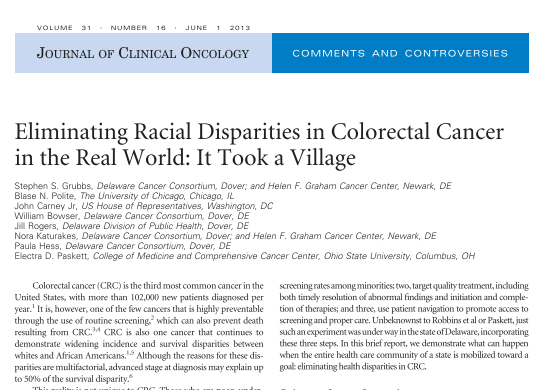 VOLUME 31 · NUMBER 16 · JUNE 1 2013
JOURNAL OF CLINICAL ONCOLOGY
COMMENTS AND CONTROVERSIES
Eliminating Racial Disparities in Colorectal Cancer
in the Real World: It Took a Village
Stephen S. Grubbs, Delaware Cancer Consortium, Dover; and Helen F. Graham Cancer Center, Newark, DE
Blase N. Polite, The University of Chicago, Chicago, IL
John Carney Jr, US House of Representatives, Washington, DC
William Bowser, Delaware Cancer Consortium, Dover, DE
Jill Rogers, Delaware Division of Public Health, Dover, DE
Nora Katurakes, Delaware Cancer Consortium, Dover; and Helen F. Graham Cancer Center, Newark, DE
Paula Hess, Delaware Cancer Consortium, Dover, DE
Electra D. Paskett, College of Medicine and Comprehensive Cancer Center, Ohio State University, Columbus, OH
Colorectal cancer (CRC) is the third most common cancer in the
United States, with more than 102,000 new patients diagnosed per
year.1 It is, however, one of the few cancers that is highly preventable
through the use of routine screening,2 which can also prevent death
resulting from CRC.3,4 CRC is also one cancer that continues to
demonstrate widening incidence and survival disparities between
whites and African Americans.1,5 Although the reasons for these dis-
parities are multifactorial, advanced stage at diagnosis may explain up
to 50% of the survival disparity.6
screening rates among minorities; two, target quality treatment, including
both timely resolution of abnormal findings and initiation and comple-
tion of therapies; and three, use patient navigation to promote access to
screening and proper care. Unbeknownst to Robbins et al or Paskett, just
such an experiment was under way in the state of Delaware, incorporating
these three steps. In this brief report, we demonstrate what can happen
when the entire health care community of a state is mobilized toward a
goal: eliminating health disparities in CRC.